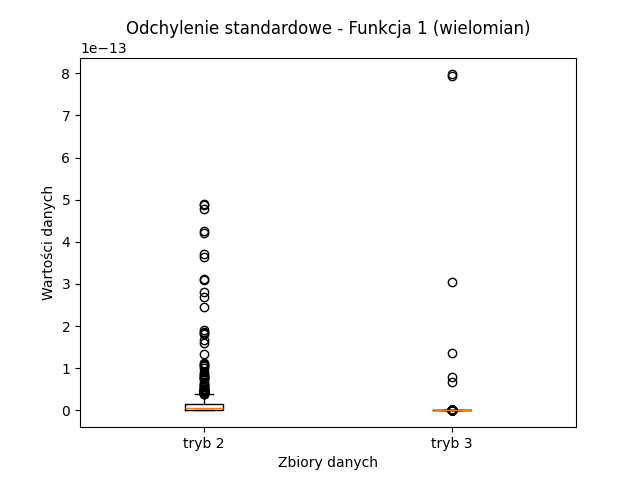 Odchylenie standardowe - Funkcja 1 (wielomian)
1e−13
8
7
6
5
4
3
2
1
0
Wartości danych
tryb 2
tryb 3
Zbiory danych